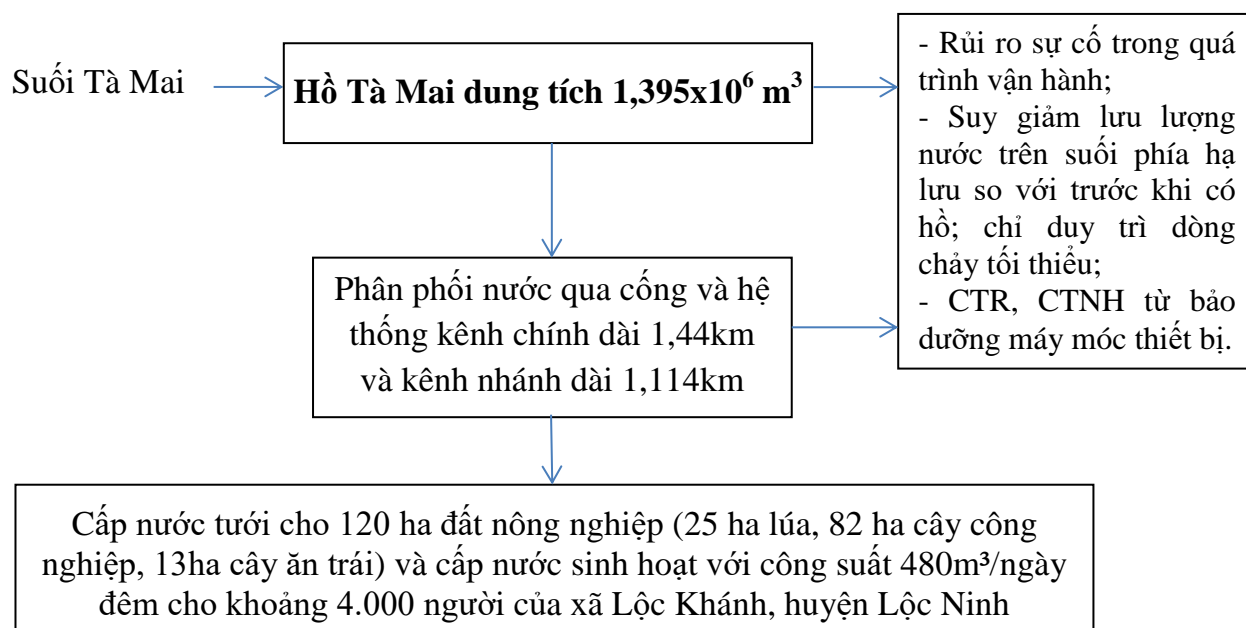 Suối Tà Mai
Hồ Tà Mai dung tích 1,395x10⁶ m³
- Rủi ro sự cố trong quá
trình vận hành;
- Suy giảm lưu lượng
nước trên suối phía hạ
lưu so với trước khi có
hồ; chỉ duy trì dòng
chảy tối thiểu;
- CTR, CTNH từ bảo
dưỡng máy móc thiết bị.
Phân phối nước qua cống và hệ
thống kênh chính dài 1,44km
và kênh nhánh dài 1,114km
Cấp nước tưới cho 120 ha đất nông nghiệp (25 ha lúa, 82 ha cây công
nghiệp, 13ha cây ăn trái) và cấp nước sinh hoạt với công suất 480m³/ngày
đêm cho khoảng 4.000 người của xã Lộc Khánh, huyện Lộc Ninh